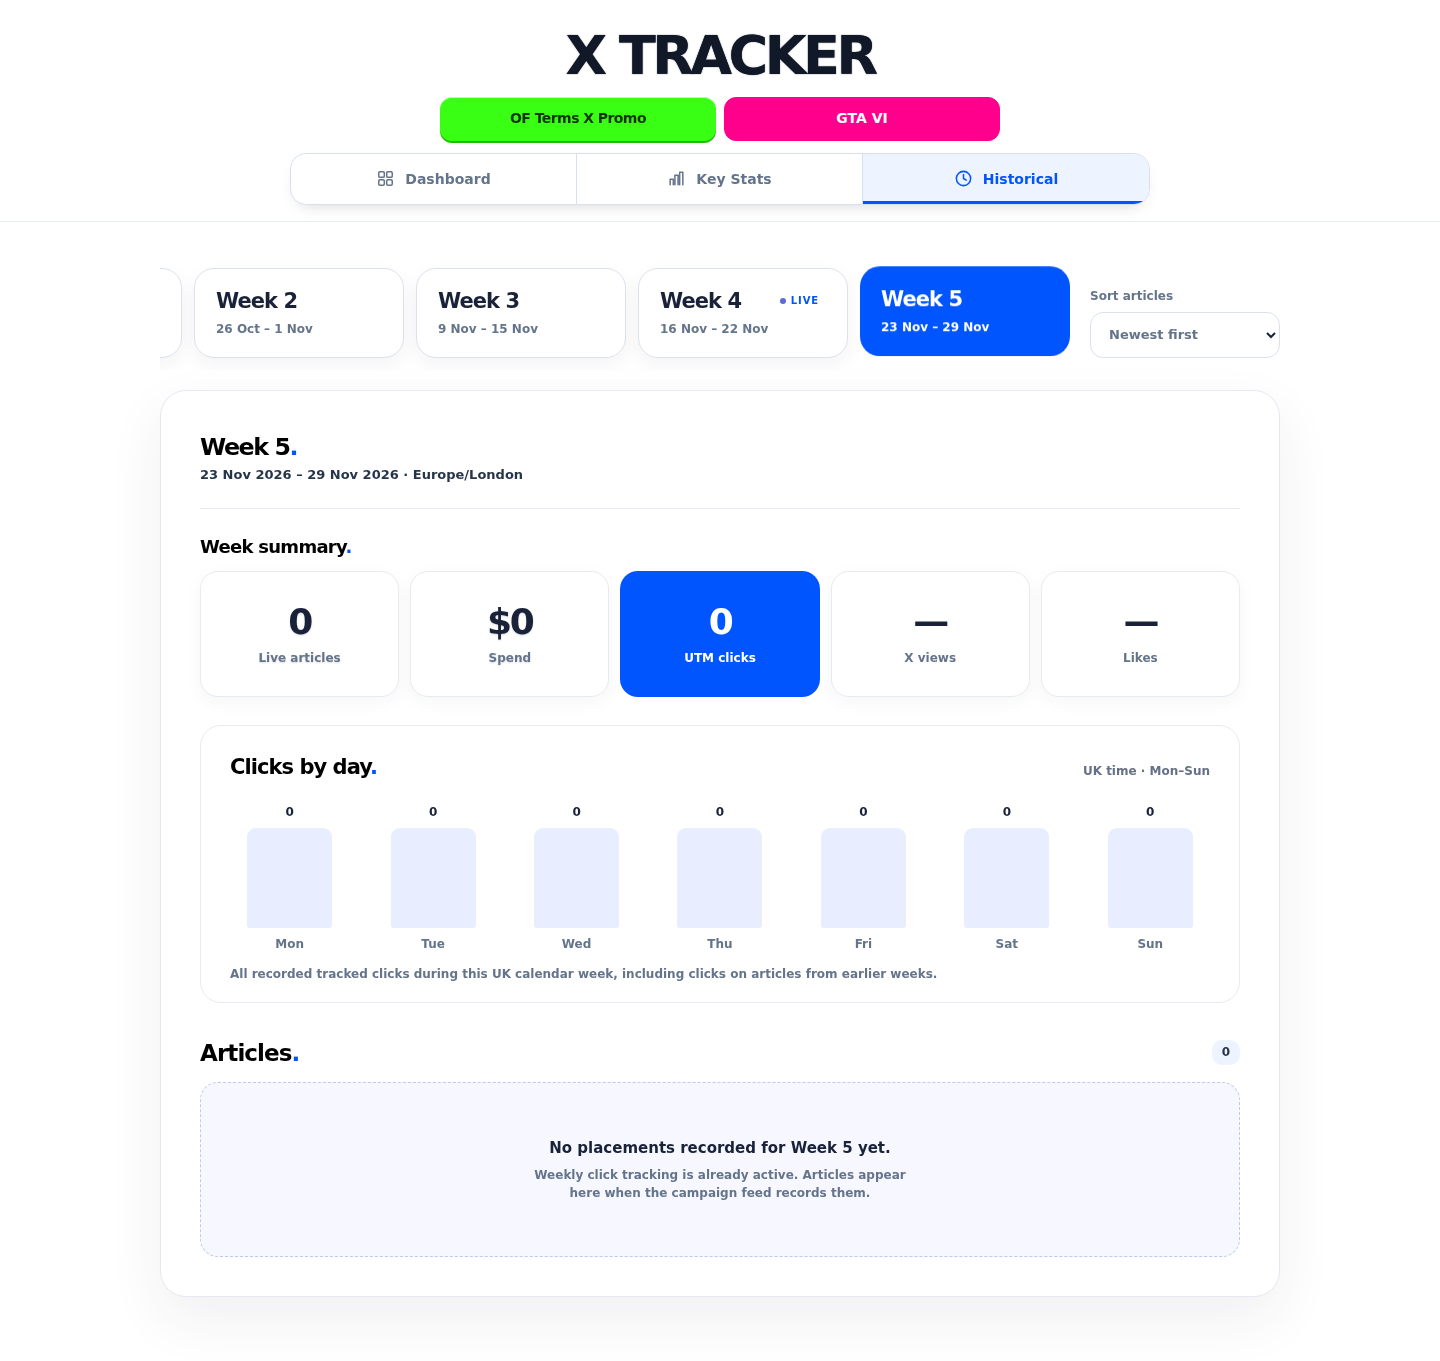 X TRACKER
OF Terms X Promo
GTA VI
Dashboard
Key Stats
Historical
Week 2
26 Oct – 1 Nov
Week 3
9 Nov – 15 Nov
Week 4
LIVE
16 Nov – 22 Nov
Week 5
23 Nov – 29 Nov
Sort articles
Newest first
Week 5.
23 Nov 2026 – 29 Nov 2026 · Europe/London
Week summary.
0
Live articles
$0
Spend
0
UTM clicks
—
X views
—
Likes
Clicks by day.
UK time · Mon–Sun
0 0 0 0 0 0 0
Mon Tue Wed Thu Fri Sat Sun
All recorded tracked clicks during this UK calendar week, including clicks on articles from earlier weeks.
Articles.
0
No placements recorded for Week 5 yet.
Weekly click tracking is already active. Articles appear
here when the campaign feed records them.